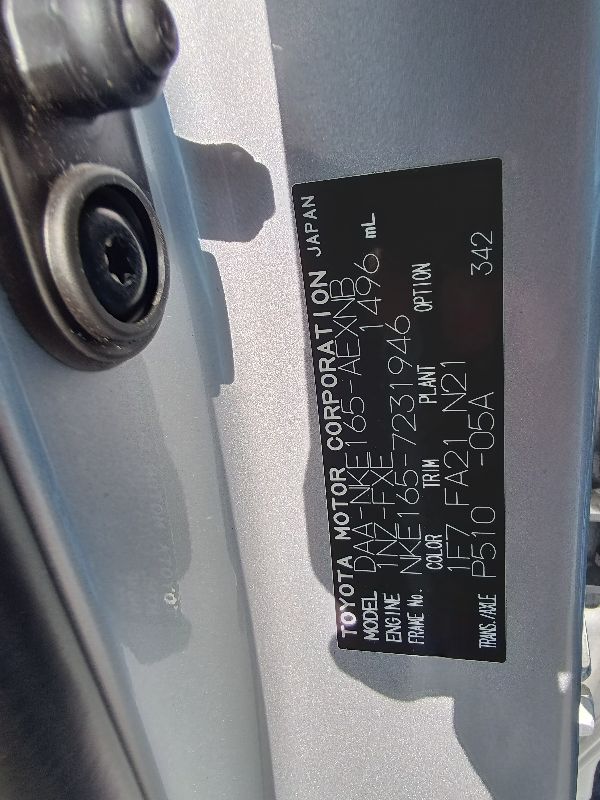 TOYOTA MOTOR CORPORATION JAPAN
MODEL DAA-NKE165-AEXNB
ENGINE 1NZ-FXE 1496 mL
FRAME No. NKE165-7231946
COLOR TRIM PLANT OPTION
1F7 FA21 N21 342
TRANS./AXLE P510 -05A